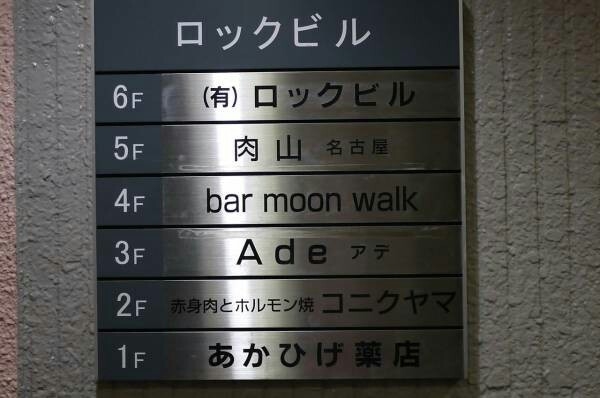 ロックビル
6F (有) ロックビル
5F 肉山 名古屋
4F bar moon walk
3F Ade アデ
2F 赤身肉とホルモン焼 コニクヤマ
1F あかひげ薬店